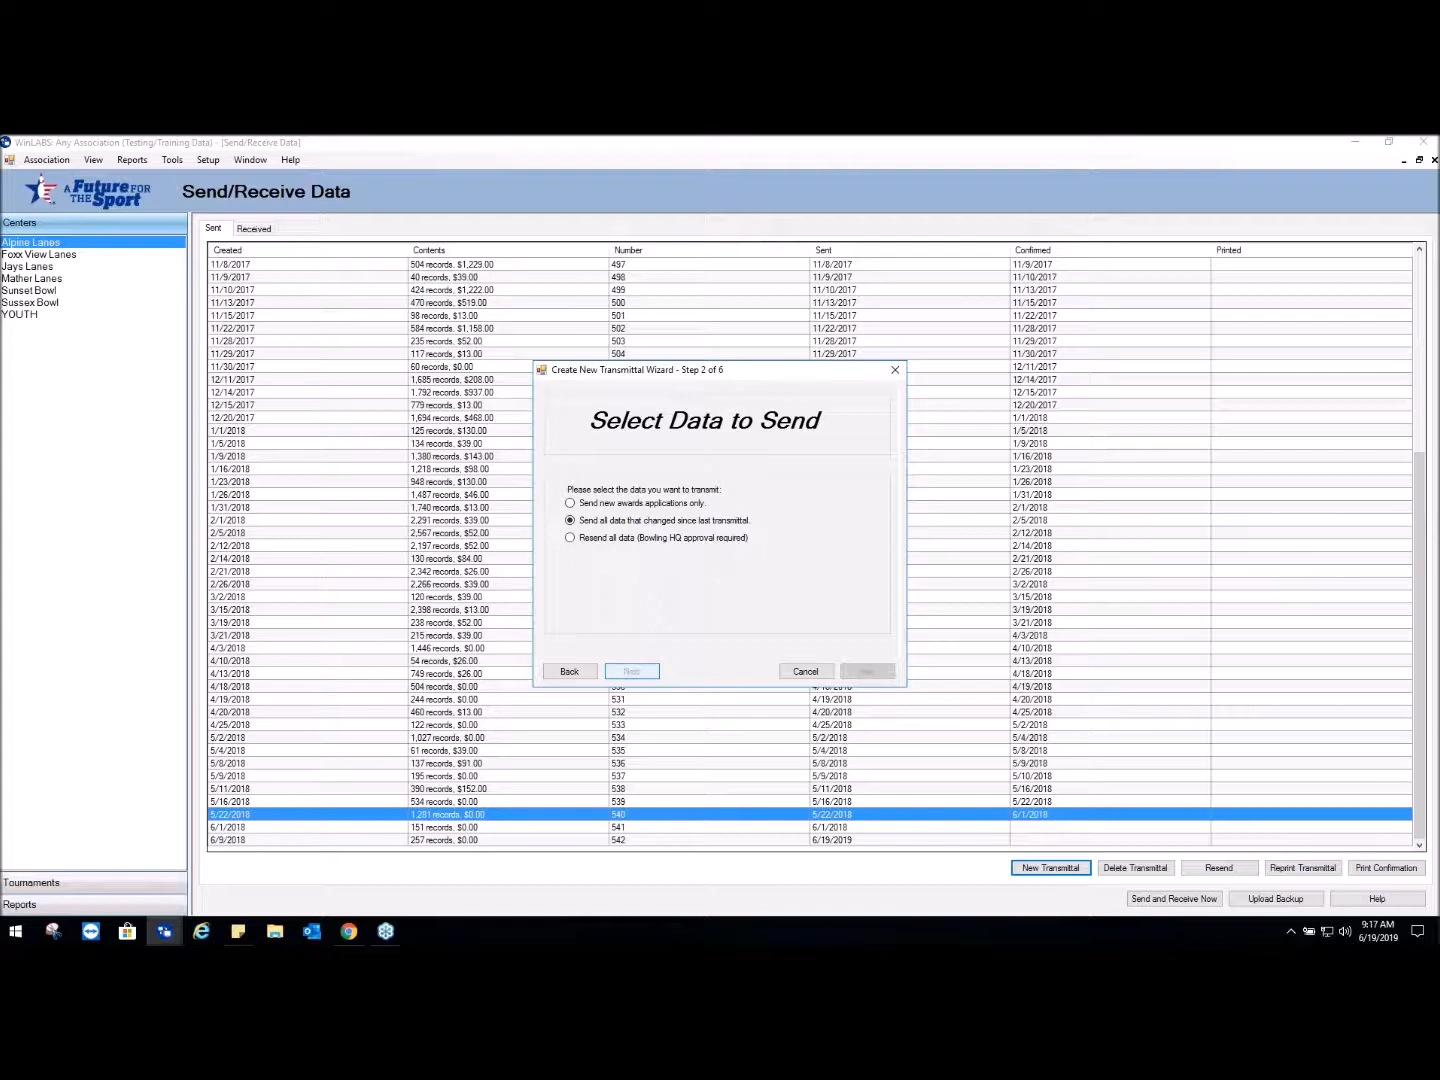 WinLABS: Any Association (Testing/Training Data) - [Send/Receive Data]
Association View Reports Tools Setup Window Help
A Future FOR THE Sport
Send/Receive Data
Centers
Alpine Lanes
Foxx View Lanes
Jays Lanes
Mather Lanes
Sunset Bowl
Sussex Bowl
YOUTH
Tournaments
Reports
Sent Received
Created Contents Number Sent Confirmed Printed
11/8/2017 504 records, $1,229.00 497 11/8/2017 11/9/2017
11/9/2017 40 records, $39.00 498 11/9/2017 11/10/2017
11/10/2017 424 records, $1,222.00 499 11/10/2017 11/13/2017
11/13/2017 470 records, $519.00 500 11/13/2017 11/15/2017
11/15/2017 98 records, $13.00 501 11/15/2017 11/22/2017
11/22/2017 584 records, $1,158.00 502 11/22/2017 11/28/2017
11/28/2017 235 records, $52.00 503 11/28/2017 11/29/2017
11/29/2017 117 records, $13.00 504 11/29/2017 11/30/2017
11/30/2017 60 records, $0.00 12/11/2017
12/11/2017 1,685 records, $208.00 12/14/2017
12/14/2017 1,792 records, $937.00 12/15/2017
12/15/2017 779 records, $13.00 12/20/2017
12/20/2017 1,694 records, $468.00 1/1/2018
1/1/2018 125 records, $130.00 1/5/2018
1/5/2018 134 records, $39.00 1/9/2018
1/9/2018 1,380 records, $143.00 1/16/2018
1/16/2018 1,218 records, $98.00 1/23/2018
1/23/2018 948 records, $130.00 1/26/2018
1/26/2018 1,487 records, $46.00 1/31/2018
1/31/2018 1,740 records, $13.00 2/1/2018
2/1/2018 2,291 records, $39.00 2/5/2018
2/5/2018 2,567 records, $52.00 2/12/2018
2/12/2018 2,197 records, $52.00 2/14/2018
2/14/2018 130 records, $84.00 2/21/2018
2/21/2018 2,342 records, $26.00 2/26/2018
2/26/2018 2,266 records, $39.00 3/2/2018
3/2/2018 120 records, $39.00 3/15/2018
3/15/2018 2,398 records, $13.00 3/19/2018
3/19/2018 238 records, $52.00 3/21/2018
3/21/2018 215 records, $39.00 4/3/2018
4/3/2018 1,446 records, $0.00 4/10/2018
4/10/2018 54 records, $26.00 4/13/2018
4/13/2018 749 records, $26.00 4/18/2018
4/18/2018 504 records, $0.00 4/19/2018
4/19/2018 244 records, $0.00 531 4/19/2018 4/20/2018
4/20/2018 460 records, $13.00 532 4/20/2018 4/25/2018
4/25/2018 122 records, $0.00 533 4/25/2018 5/2/2018
5/2/2018 1,027 records, $0.00 534 5/2/2018 5/4/2018
5/4/2018 61 records, $39.00 535 5/4/2018 5/8/2018
5/8/2018 137 records, $91.00 536 5/8/2018 5/9/2018
5/9/2018 195 records, $0.00 537 5/9/2018 5/10/2018
5/11/2018 390 records, $152.00 538 5/11/2018 5/16/2018
5/16/2018 534 records, $0.00 539 5/16/2018 5/22/2018
5/22/2018 1,281 records, $0.00 540 5/22/2018 6/1/2018
6/1/2018 151 records, $0.00 541 6/1/2018
6/9/2018 257 records, $0.00 542 6/19/2019
Create New Transmittal Wizard - Step 2 of 6
Select Data to Send
Please select the data you want to transmit:
Send new awards applications only.
Send all data that changed since last transmittal.
Resend all data (Bowling HQ approval required)
Back Next Cancel
New Transmittal Delete Transmittal Resend Reprint Transmittal Print Confirmation
Send and Receive Now Upload Backup Help
9:17 AM
6/19/2019